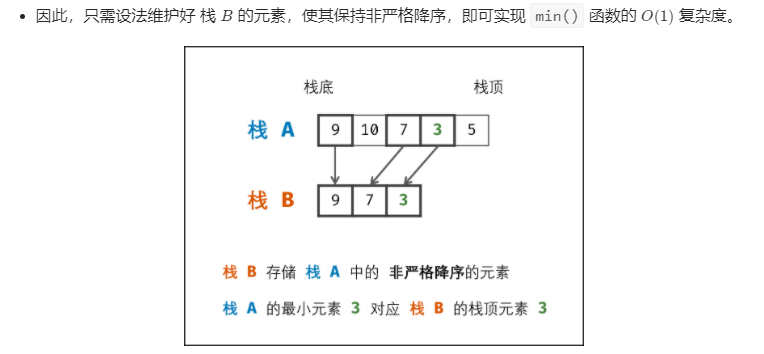 因此，只需设法维护好 栈 B 的元素，使其保持非严格降序，即可实现 min() 函数的 O(1) 复杂度。
栈底 栈顶
栈 A 9 10 7 3 5
栈 B 9 7 3
栈 B 存储 栈 A 中的 非严格降序的元素
栈 A 的最小元素 3 对应 栈 B 的栈顶元素 3